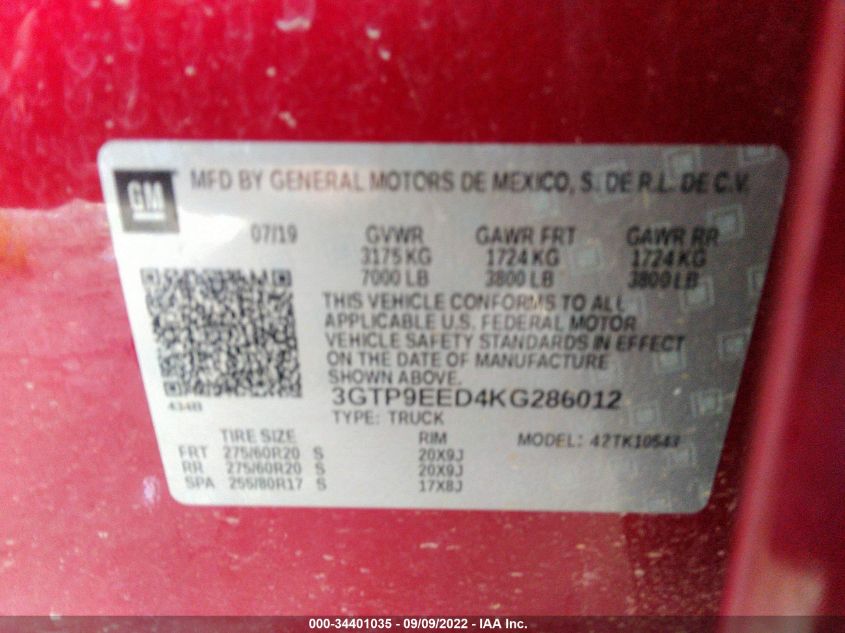 GM
MFD BY GENERAL MOTORS DE MEXICO, S. DE R.L. DE C.V.
07/19 GVWR GAWR FRT GAWR RR
3175 KG 1724 KG 1724 KG
7000 LB 3800 LB 3800 LB
THIS VEHICLE CONFORMS TO ALL
APPLICABLE U.S. FEDERAL MOTOR
VEHICLE SAFETY STANDARDS IN EFFECT
ON THE DATE OF MANUFACTURE
SHOWN ABOVE.
3GTP9EED4KG286012
TYPE: TRUCK
TIRE SIZE RIM MODEL: 42TK10543
FRT 275/60R20 S 20X9J
RR 275/60R20 S 20X9J
SPA 255/80R17 S 17X8J
000-34401035 - 09/09/2022 - IAA Inc.